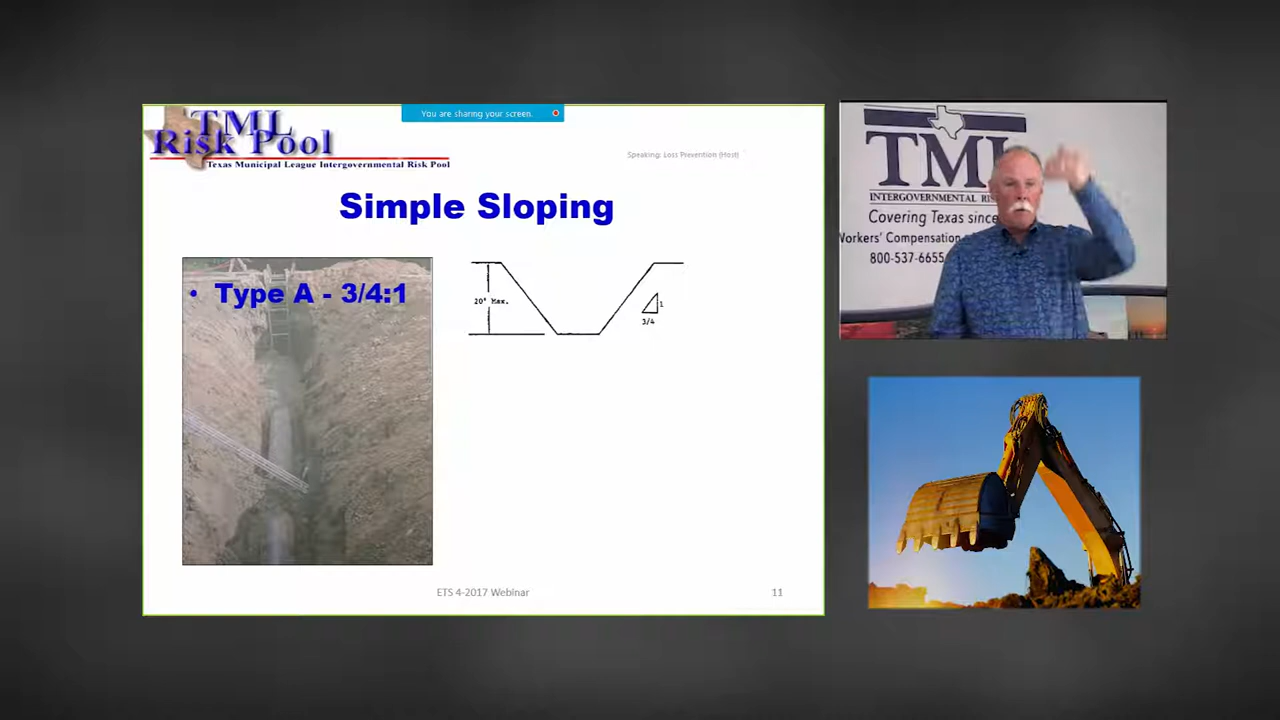 You are sharing your screen.
TML
Risk Pool
Texas Municipal League Intergovernmental Risk Pool
Speaking: Loss Prevention (Host)
Simple Sloping
• Type A - 3/4:1
20' Max.
1
3/4
ETS 4-2017 Webinar
11
TML
INTERGOVERNMENTAL RIS
Covering Texas since
Workers' Compensation
800-537-6655